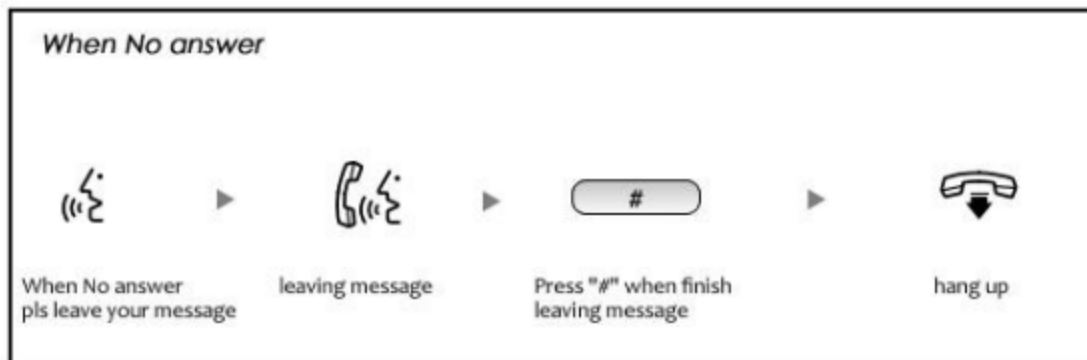 When No answer
#
When No answer
pls leave your message
leaving message
Press "#" when finish
leaving message
hang up